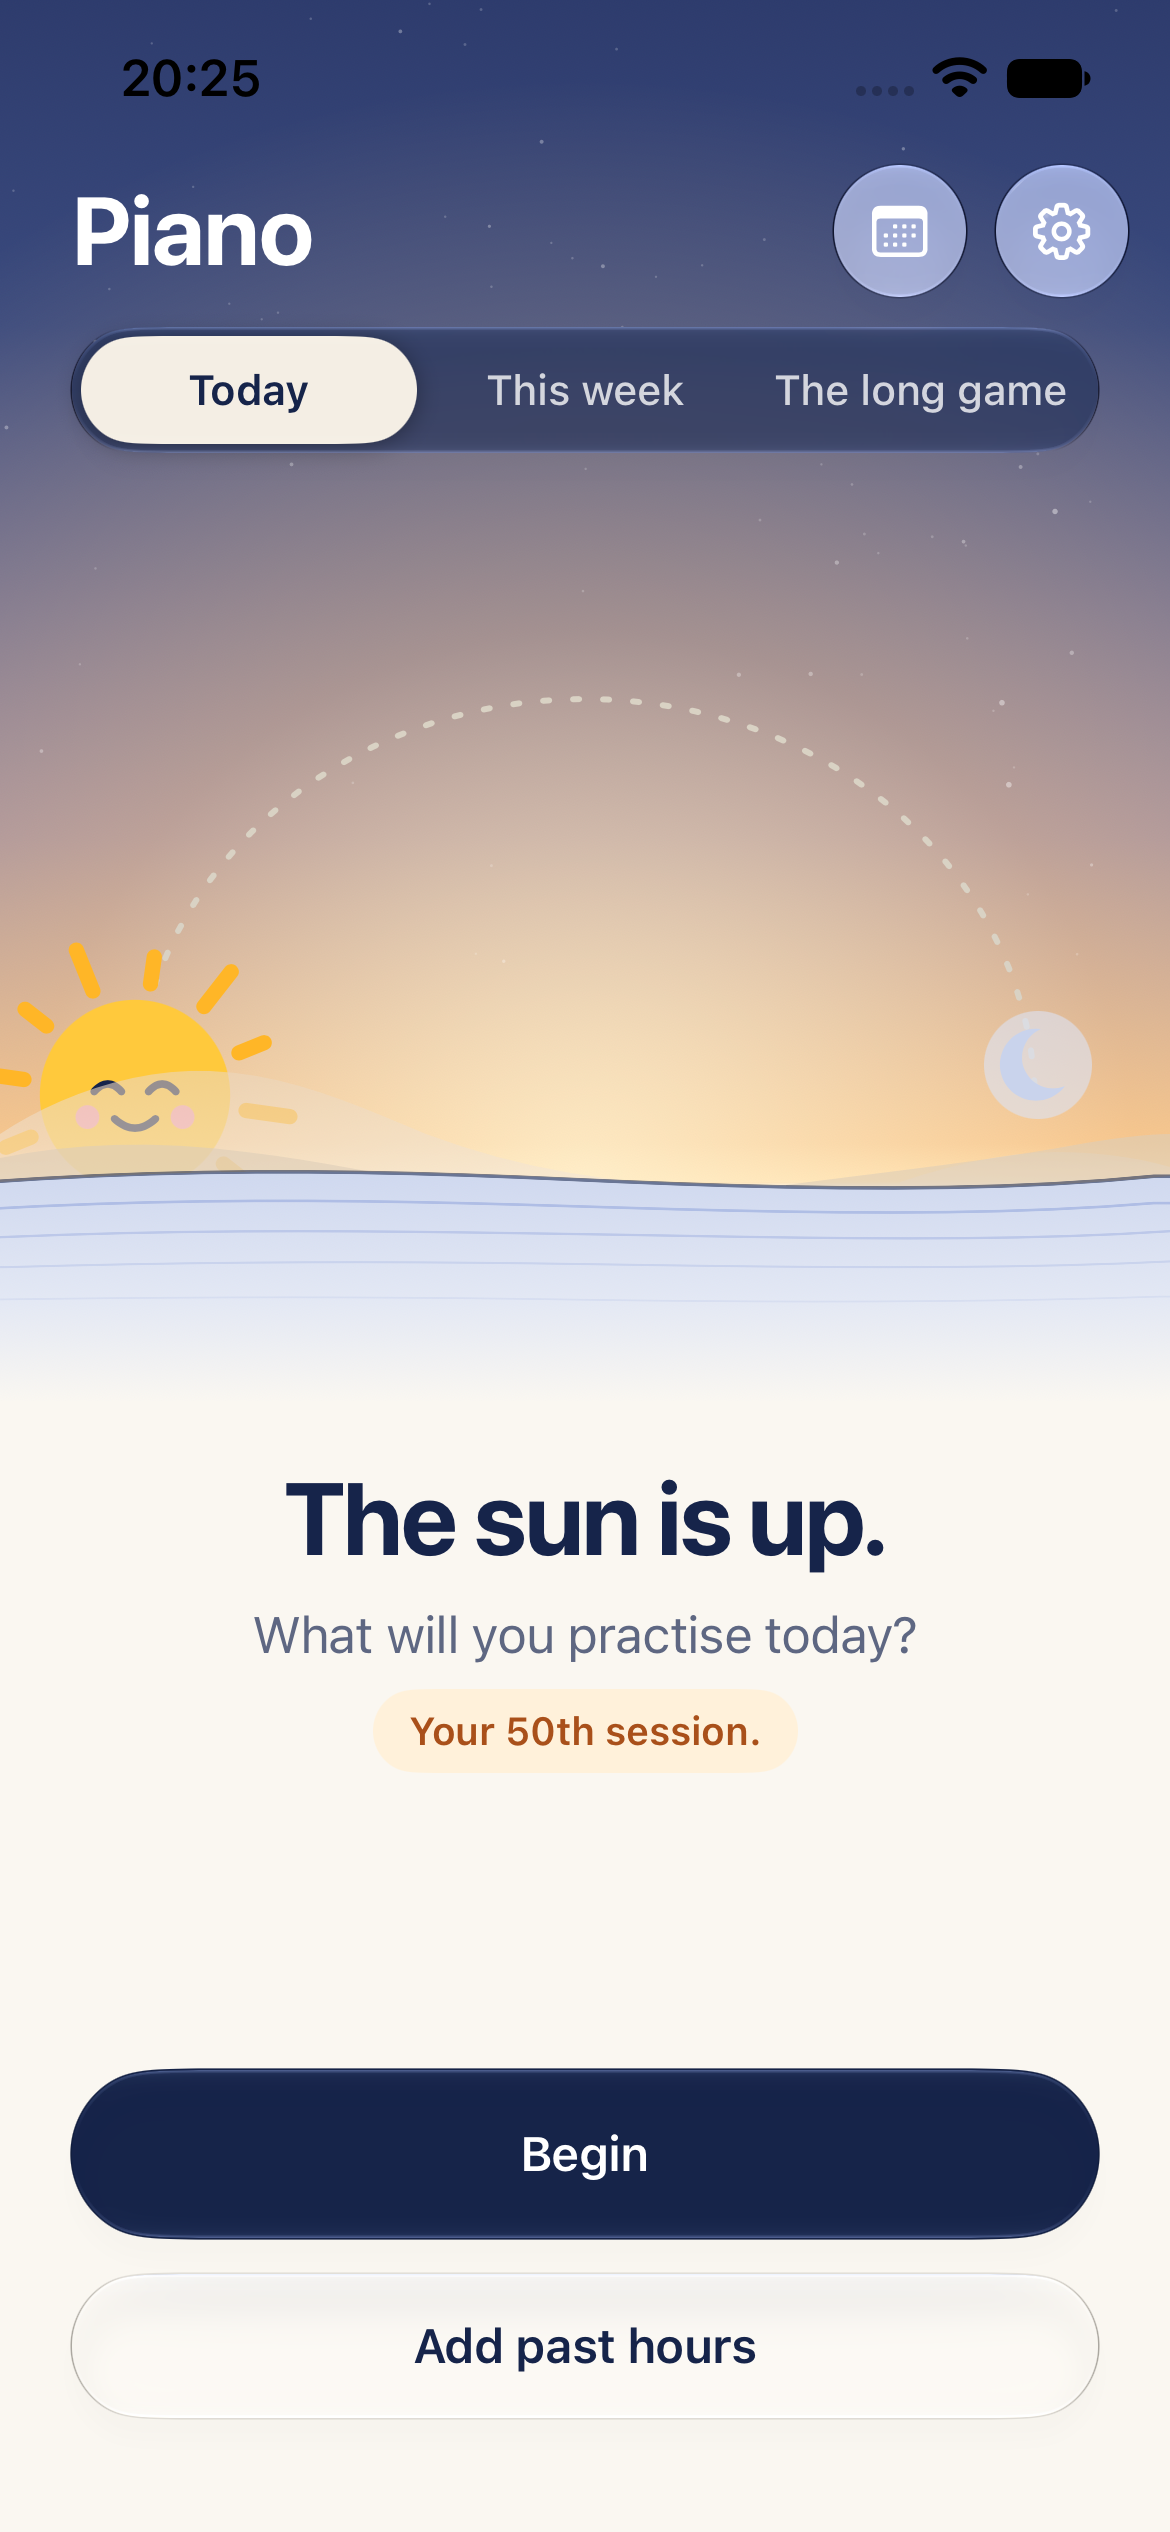 20:25
Piano
Today
This week
The long game
The sun is up.
What will you practise today?
Your 50th session.
Begin
Add past hours